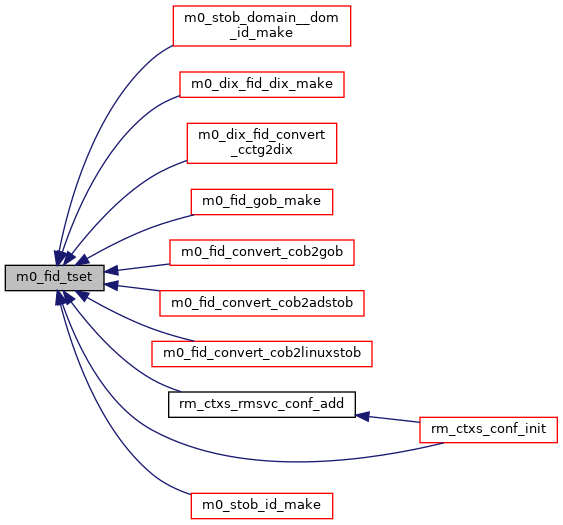 m0_stob_domain__dom
_id_make
m0_dix_fid_dix_make
m0_dix_fid_convert
_cctg2dix
m0_fid_gob_make
m0_fid_convert_cob2gob
m0_fid_tset
m0_fid_convert_cob2adstob
m0_fid_convert_cob2linuxstob
rm_ctxs_rmsvc_conf_add
rm_ctxs_conf_init
m0_stob_id_make